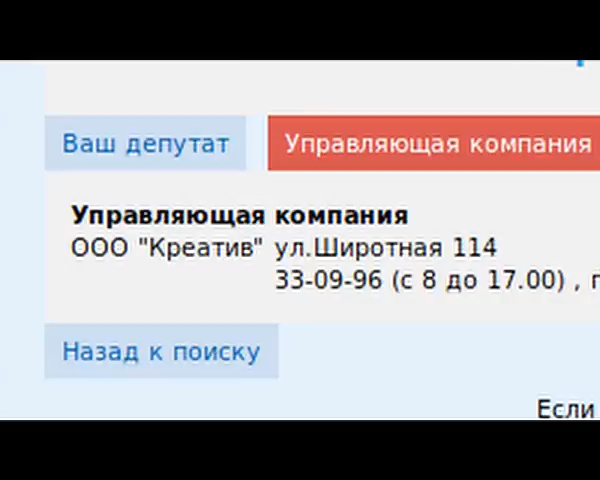 Ваш депутат Управляющая компания
Управляющая компания
ООО "Креатив" ул.Широтная 114
33-09-96 (с 8 до 17.00) ,
Назад к поиску
Если